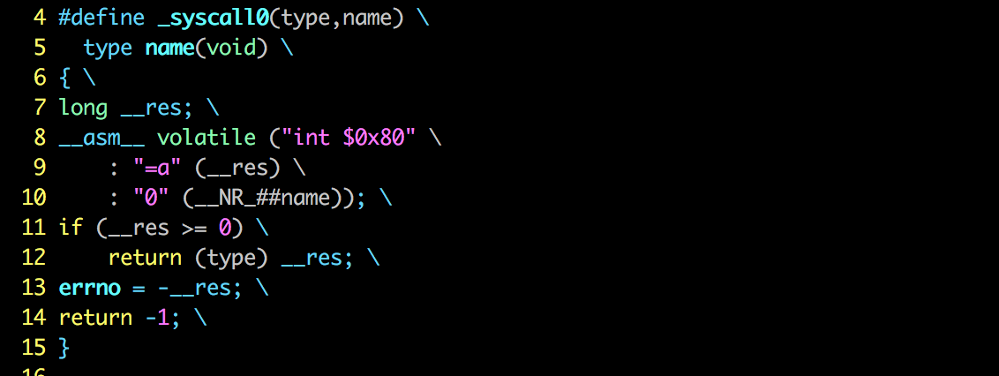 4 #define _syscall0(type,name) \
5   type name(void) \
6 { \
7 long __res; \
8 __asm__ volatile ("int $0x80" \
9     : "=a" (__res) \
10     : "0" (__NR_##name)); \
11 if (__res >= 0) \
12     return (type) __res; \
13 errno = -__res; \
14 return -1; \
15 }
16